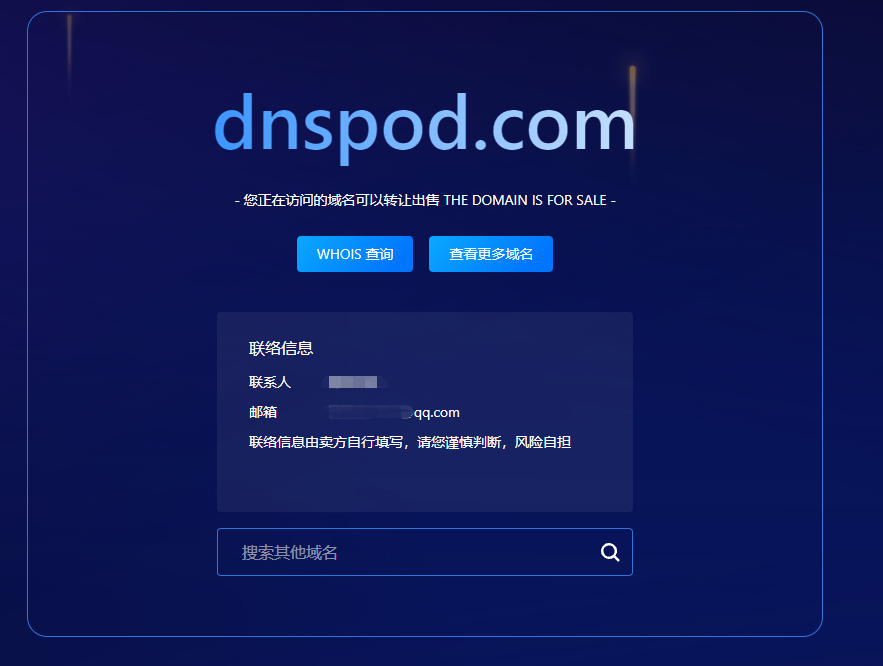 dnspod.com
- 您正在访问的域名可以转让出售 THE DOMAIN IS FOR SALE -
WHOIS 查询 查看更多域名
联络信息
联系人
邮箱 qq.com
联络信息由卖方自行填写，请您谨慎判断，风险自担
搜索其他域名